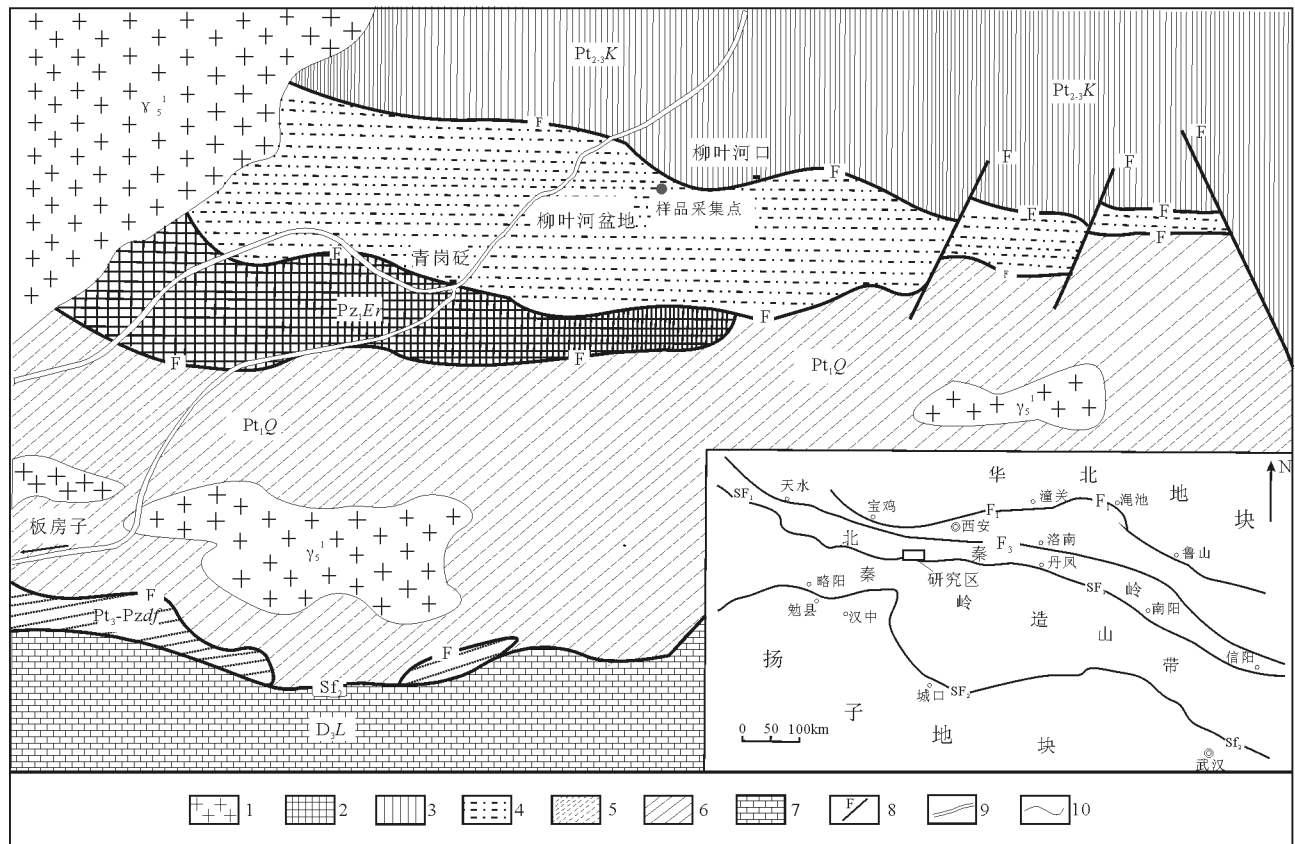 Pt₂₋₃K
γ₅¹
Pt₂₋₃K
F
F
F
柳叶河口
F
F
F
F
样品采集点
柳叶河盆地
F
F
青岗砭
F
Pz₁Er
F
F
F
Pt₁Q
γ₅¹
Pt₁Q
板房子
γ₅¹
F
Pt₃-Pzdf
F
Sf₂
D₃L
华北地块
N
SF₁
天水
宝鸡
F₁
潼关
F₁
渑池
西安
北秦岭
F₃
洛南
鲁山
丹凤
研究区
秦岭造山带
略阳
SF₁
勉县
汉中
南阳
信阳
扬子地块
城口
SF₂
Sf₂
武汉
0 50 100km
1 2 3 4 5 6 7 F 8 9 10